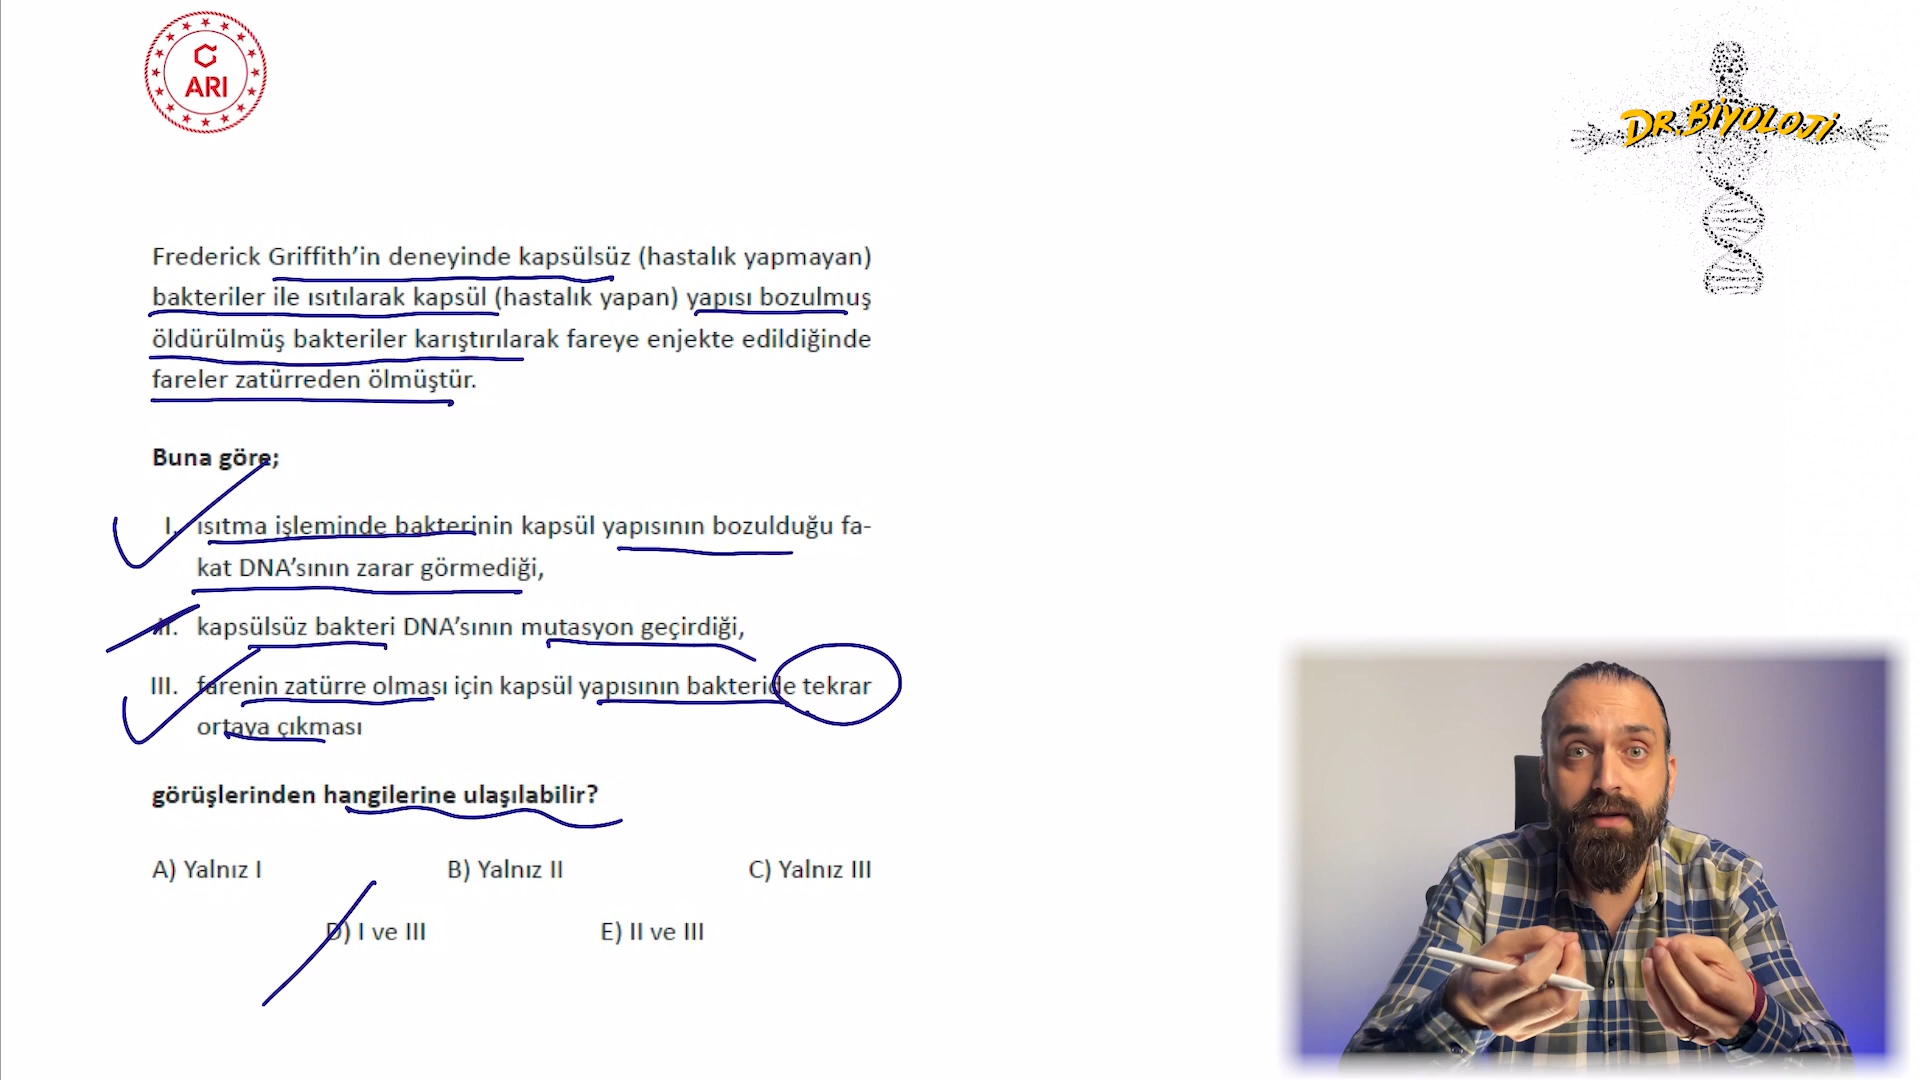 ARI
DR.BİYOLOJİ
Frederick Griffith'in deneyinde kapsülsüz (hastalık yapmayan)
bakteriler ile ısıtılarak kapsül (hastalık yapan) yapısı bozulmuş
öldürülmüş bakteriler karıştırılarak fareye enjekte edildiğinde
fareler zatürreden ölmüştür.
Buna göre;
I. ısıtma işleminde bakterinin kapsül yapısının bozulduğu fa-
kat DNA'sının zarar görmediği,
II. kapsülsüz bakteri DNA'sının mutasyon geçirdiği,
III. farenin zatürre olması için kapsül yapısının bakteride tekrar
ortaya çıkması
görüşlerinden hangilerine ulaşılabilir?
A) Yalnız I B) Yalnız II C) Yalnız III
D) I ve III E) II ve III